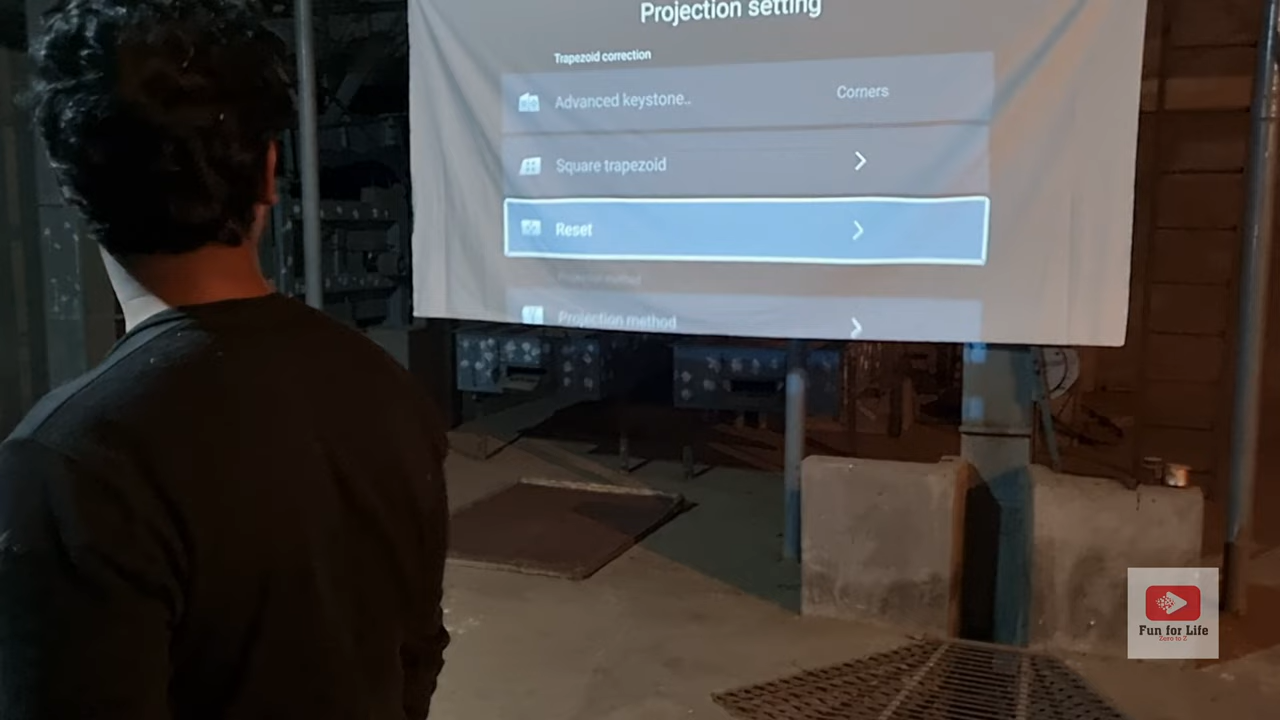 Projection setting
Trapezoid correction
Advanced keystone.. Corners
Square trapezoid
Reset
Projection method
Fun for Life
Zero to Z